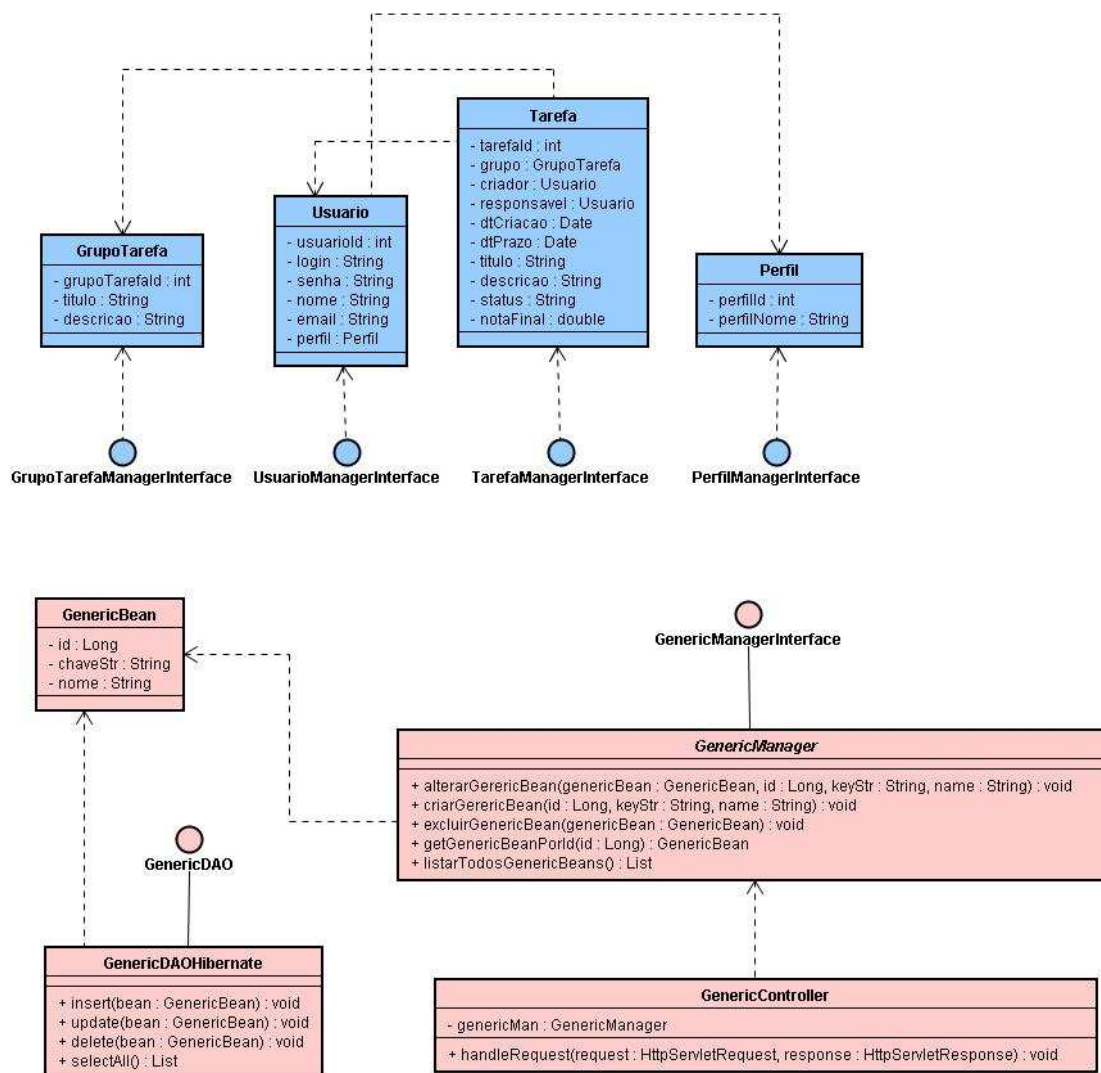 Tarefa
- tarefaId : int
- grupo : GrupoTarefa
- criador : Usuario
- responsavel : Usuario
- dtCriacao : Date
- dtPrazo : Date
- titulo : String
- descricao : String
- status : String
- notaFinal : double
Usuario
- usuarioId : int
- login : String
- senha : String
- nome : String
- email : String
- perfil : Perfil
GrupoTarefa
- grupoTarefaId : int
- titulo : String
- descricao : String
Perfil
- perfilId : int
- perfilNome : String
GrupoTarefaManagerInterface
UsuarioManagerInterface
TarefaManagerInterface
PerfilManagerInterface
GenericBean
- id : Long
- chaveStr : String
- nome : String
GenericManagerInterface
GenericManager
+ alterarGerericBean(genericBean : GenericBean, id : Long, keyStr : String, name : String) : void
+ criarGerericBean(id : Long, keyStr : String, name : String) : void
+ excluirGenericBean(genericBean : GenericBean) : void
+ getGenericBeanPorId(id : Long) : GenericBean
+ listarTodosGenericBeans() : List
GenericDAO
GenericDAOHibernate
+ insert(bean : GenericBean) : void
+ update(bean : GenericBean) : void
+ delete(bean : GenericBean) : void
+ selectAll() : List
GenericController
- genericMan : GenericManager
+ handleRequest(request : HttpServletRequest, response : HttpServletResponse) : void